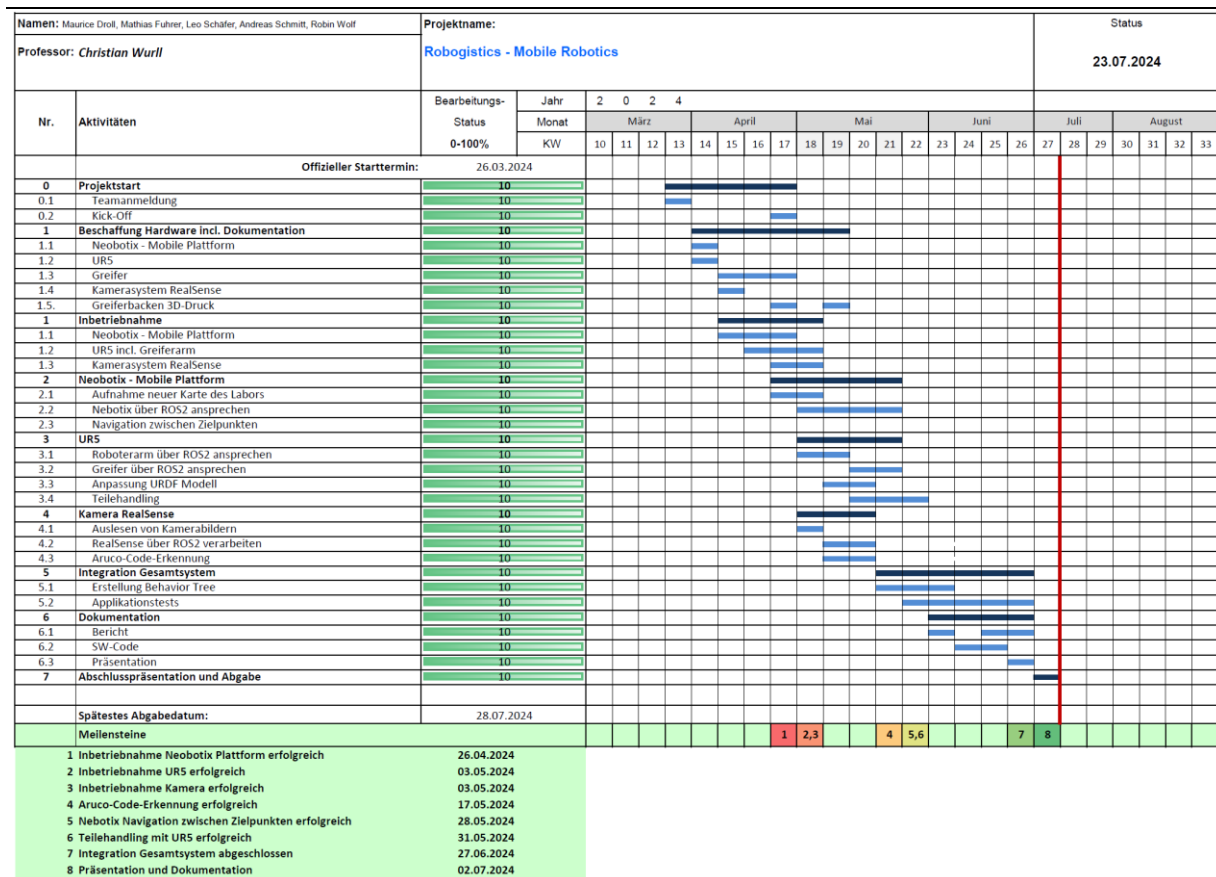 Namen: Maurice Droll, Mathias Fuhrer, Leo Schäfer, Andreas Schmitt, Robin Wolf Projektname: Status
Professor: Christian Wurll Robogistics - Mobile Robotics 23.07.2024
Bearbeitungs- Jahr 2 0 2 4
Nr. Aktivitäten Status Monat März April Mai Juni Juli August
0-100% KW 10 11 12 13 14 15 16 17 18 19 20 21 22 23 24 25 26 27 28 29 30 31 32 33
Offizieller Starttermin: 26.03.2024
0 Projektstart 10
0.1 Teamanmeldung 10
0.2 Kick-Off 10
1 Beschaffung Hardware incl. Dokumentation 10
1.1 Neobotix - Mobile Plattform 10
1.2 UR5 10
1.3 Greifer 10
1.4 Kamerasystem RealSense 10
1.5. Greiferbacken 3D-Druck 10
1 Inbetriebnahme 10
1.1 Neobotix - Mobile Plattform 10
1.2 UR5 incl. Greiferarm 10
1.3 Kamerasystem RealSense 10
2 Neobotix - Mobile Plattform 10
2.1 Aufnahme neuer Karte des Labors 10
2.2 Nebotix über ROS2 ansprechen 10
2.3 Navigation zwischen Zielpunkten 10
3 UR5 10
3.1 Roboterarm über ROS2 ansprechen 10
3.2 Greifer über ROS2 ansprechen 10
3.3 Anpassung URDF Modell 10
3.4 Teilehandling 10
4 Kamera RealSense 10
4.1 Auslesen von Kamerabildern 10
4.2 RealSense über ROS2 verarbeiten 10
4.3 Aruco-Code-Erkennung 10
5 Integration Gesamtsystem 10
5.1 Erstellung Behavior Tree 10
5.2 Applikationstests 10
6 Dokumentation 10
6.1 Bericht 10
6.2 SW-Code 10
6.3 Präsentation 10
7 Abschlusspräsentation und Abgabe 10
Spätestes Abgabedatum: 28.07.2024
Meilensteine 1 2,3 4 5,6 7 8
1 Inbetriebnahme Neobotix Plattform erfolgreich 26.04.2024
2 Inbetriebnahme UR5 erfolgreich 03.05.2024
3 Inbetriebnahme Kamera erfolgreich 03.05.2024
4 Aruco-Code-Erkennung erfolgreich 17.05.2024
5 Nebotix Navigation zwischen Zielpunkten erfolgreich 28.05.2024
6 Teilehandling mit UR5 erfolgreich 31.05.2024
7 Integration Gesamtsystem abgeschlossen 27.06.2024
8 Präsentation und Dokumentation 02.07.2024